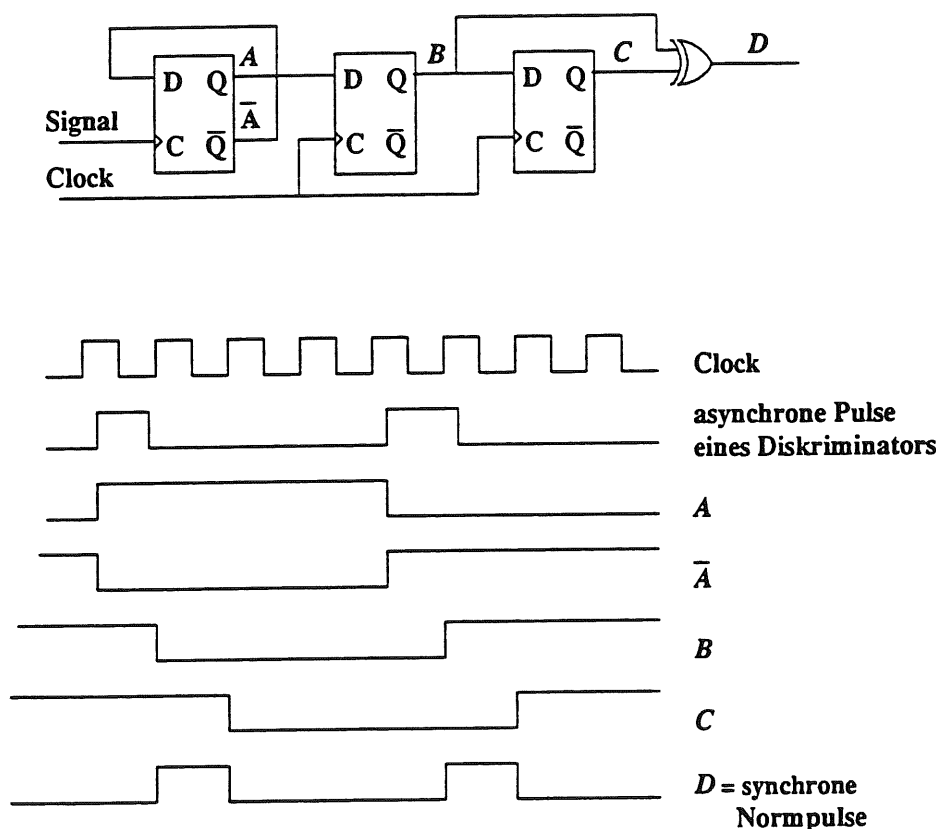 A B C D
D Q D Q D Q
A̅
Signal
C Q̅ C Q̅ C Q̅
Clock
Clock
asynchrone Pulse
eines Diskriminators
A
A̅
B
C
D = synchrone
Normpulse